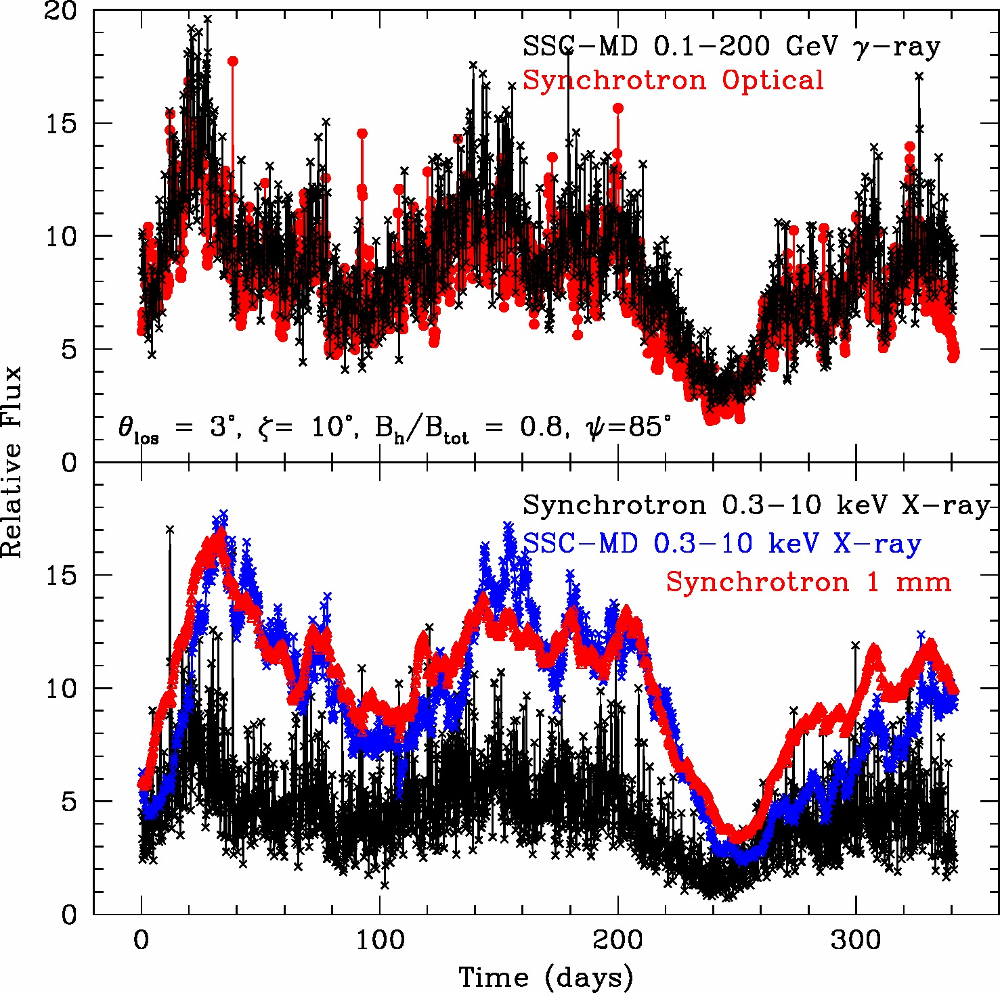 Relative Flux
20
15
10
5
0
SSC-MD 0.1-200 GeV γ-ray
Synchrotron Optical
θlos = 3°, ζ= 10°, Bh/Btot = 0.8, ψ=85°
15
10
5
0
Synchrotron 0.3-10 keV X-ray
SSC-MD 0.3-10 keV X-ray
Synchrotron 1 mm
0 100 200 300
Time (days)